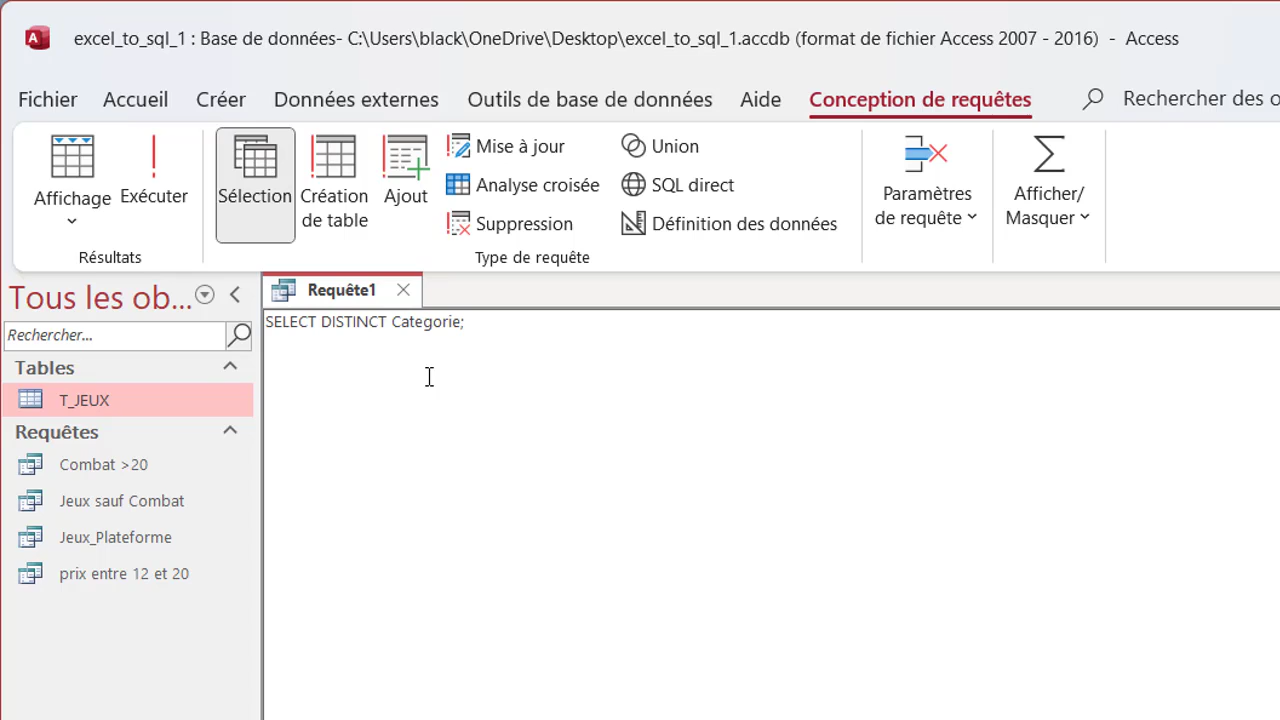 excel_to_sql_1 : Base de données- C:\Users\black\OneDrive\Desktop\excel_to_sql_1.accdb (format de fichier Access 2007 - 2016) - Access
Fichier Accueil Créer Données externes Outils de base de données Aide Conception de requêtes Rechercher des o
Affichage Exécuter Sélection Création de table Ajout Mise à jour Union Paramètres de requête Afficher/ Masquer
Analyse croisée SQL direct
Suppression Définition des données
Résultats Type de requête
Tous les ob... Requête1
Rechercher... SELECT DISTINCT Categorie;
Tables
T_JEUX
Requêtes
Combat >20
Jeux sauf Combat
Jeux_Plateforme
prix entre 12 et 20